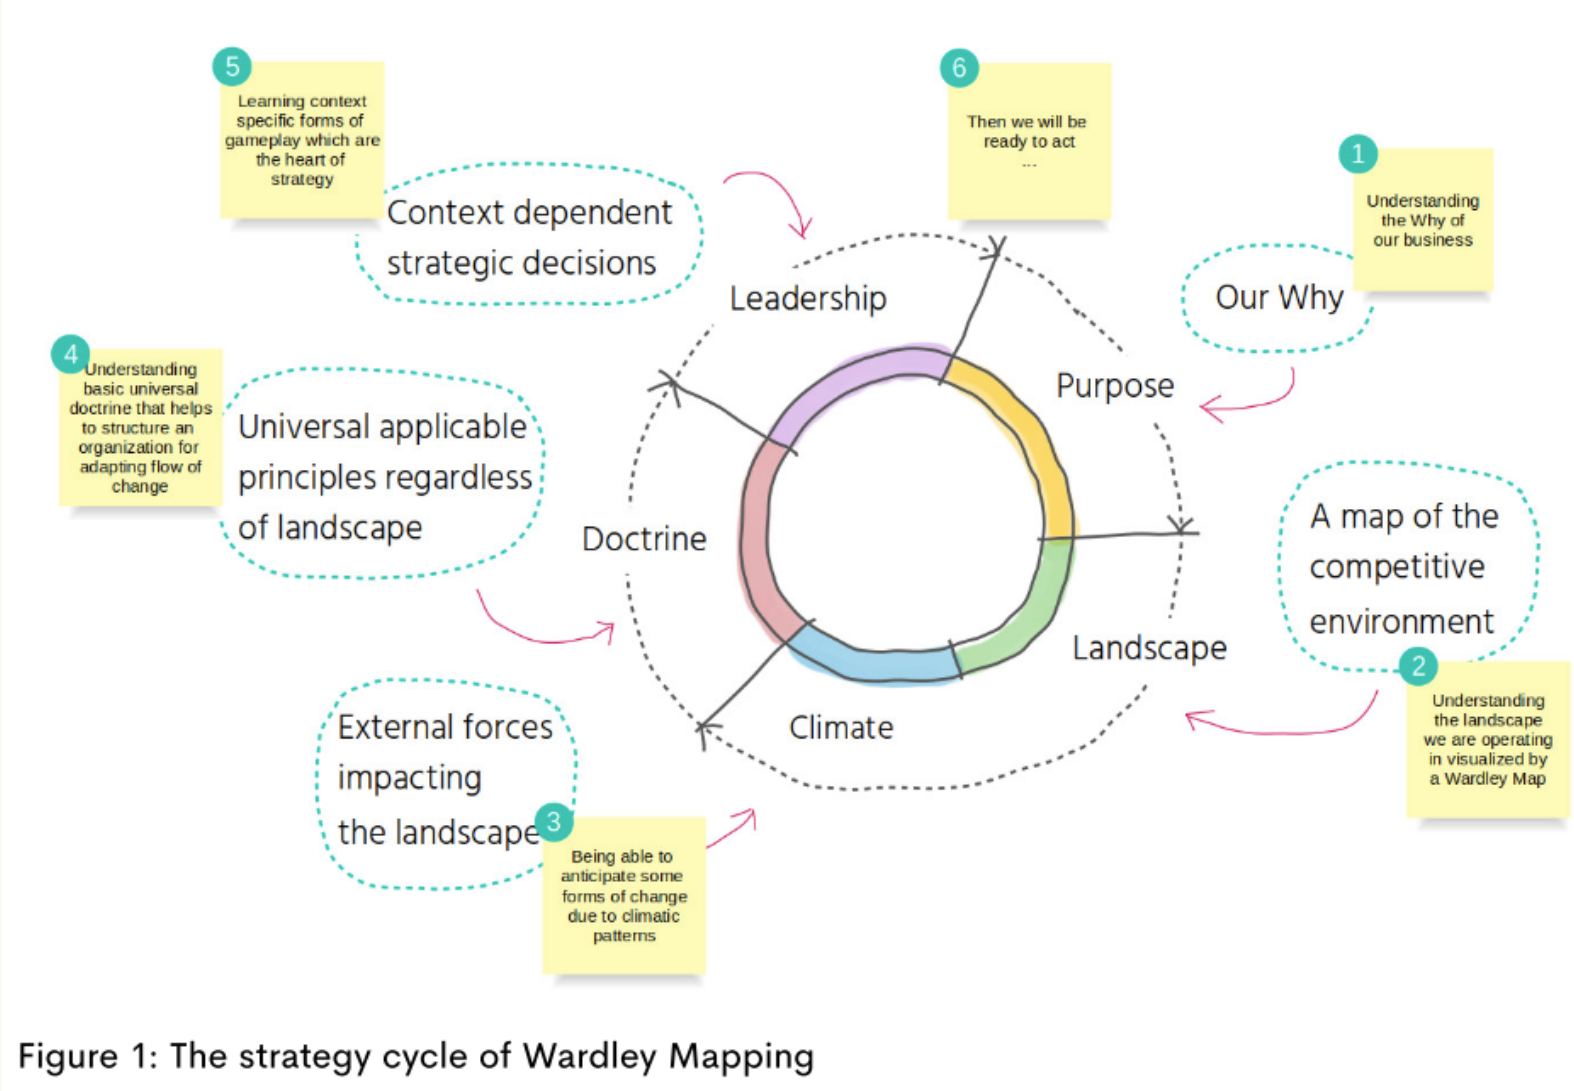 5
Learning context
specific forms of
gameplay which are
the heart of
strategy
6
Then we will be
ready to act
...
1
Understanding
the Why of
our business
Context dependent
strategic decisions
Our Why
Leadership
Purpose
4
Understanding
basic universal
doctrine that helps
to structure an
organization for
adapting flow of
change
Universal applicable
principles regardless
of landscape
Doctrine
A map of the
competitive
environment
2
Understanding
the landscape
we are operating
in visualized by
a Wardley Map
Landscape
Climate
External forces
impacting
the landscape
3
Being able to
anticipate some
forms of change
due to climatic
patterns
Figure 1: The strategy cycle of Wardley Mapping